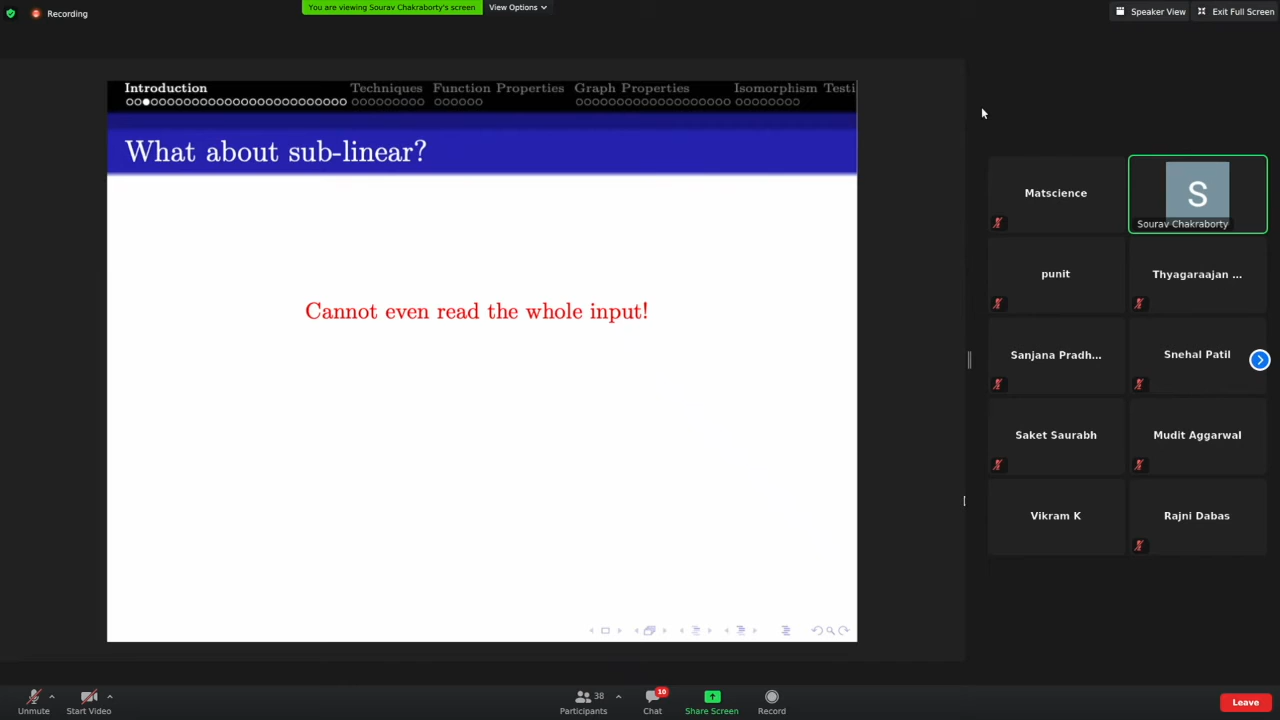 Recording
You are viewing Sourav Chakraborty's screen
View Options
Speaker View
Exit Full Screen
Introduction
Techniques
Function Properties
Graph Properties
Isomorphism
Testi
What about sub-linear?
Cannot even read the whole input!
Matscience
S
Sourav Chakraborty
punit
Thyagaraajan ...
Sanjana Pradh...
Snehal Patil
Saket Saurabh
Mudit Aggarwal
Vikram K
Rajni Dabas
Unmute
Start Video
38
Participants
10
Chat
Share Screen
Record
Leave